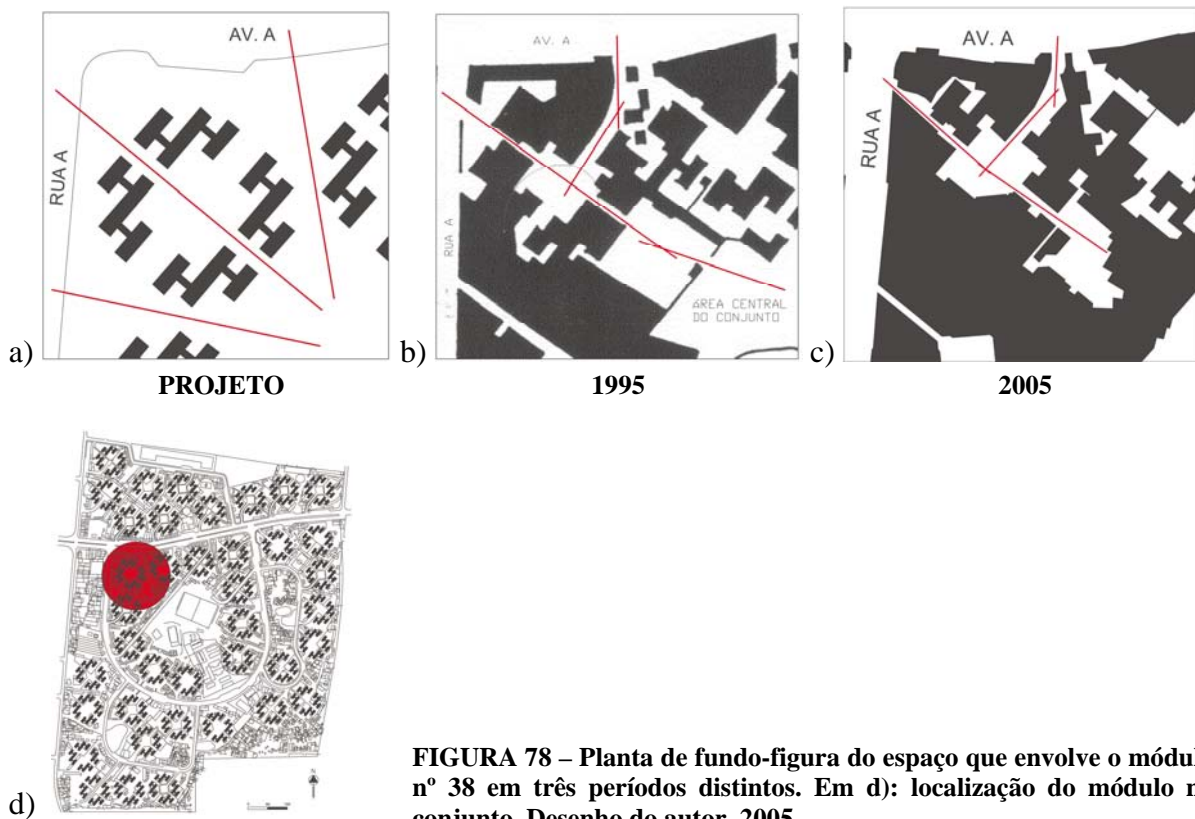 AV. A
RUA A
a)
PROJETO
AV. A
RUA A
ÁREA CENTRAL
DO CONJUNTO
b)
1995
AV. A
RUA A
c)
2005
d)
N
FIGURA 78 – Planta de fundo-figura do espaço que envolve o módul
nº 38 em três períodos distintos. Em d): localização do módulo n
conjunto. Desenho do autor, 2005